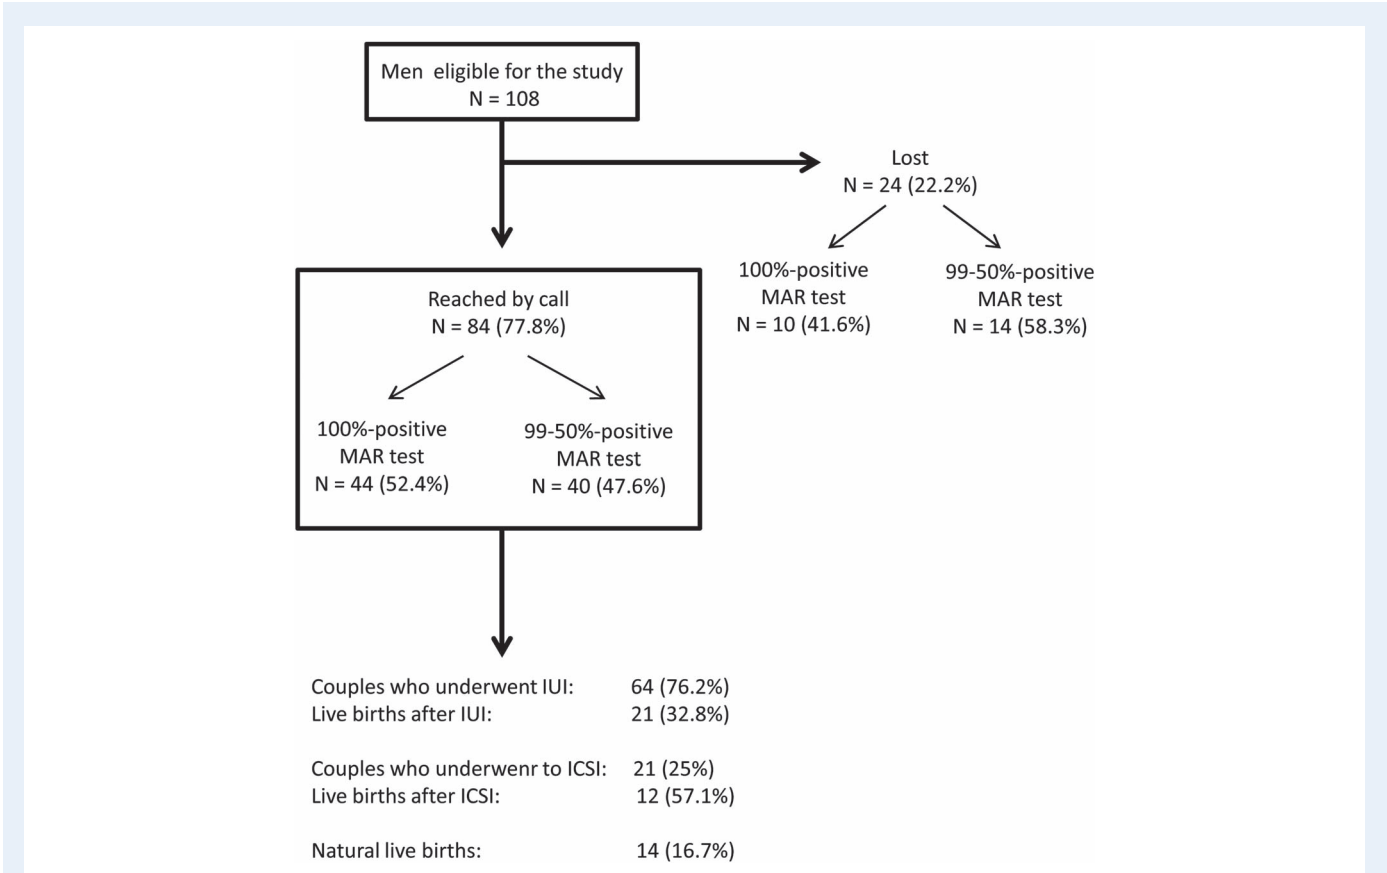 Men eligible for the study
N = 108
Lost
N = 24 (22.2%)
100%-positive
MAR test
N = 10 (41.6%)
99-50%-positive
MAR test
N = 14 (58.3%)
Reached by call
N = 84 (77.8%)
100%-positive
MAR test
N = 44 (52.4%)
99-50%-positive
MAR test
N = 40 (47.6%)
Couples who underwent IUI: 64 (76.2%)
Live births after IUI: 21 (32.8%)
Couples who underwenr to ICSI: 21 (25%)
Live births after ICSI: 12 (57.1%)
Natural live births: 14 (16.7%)